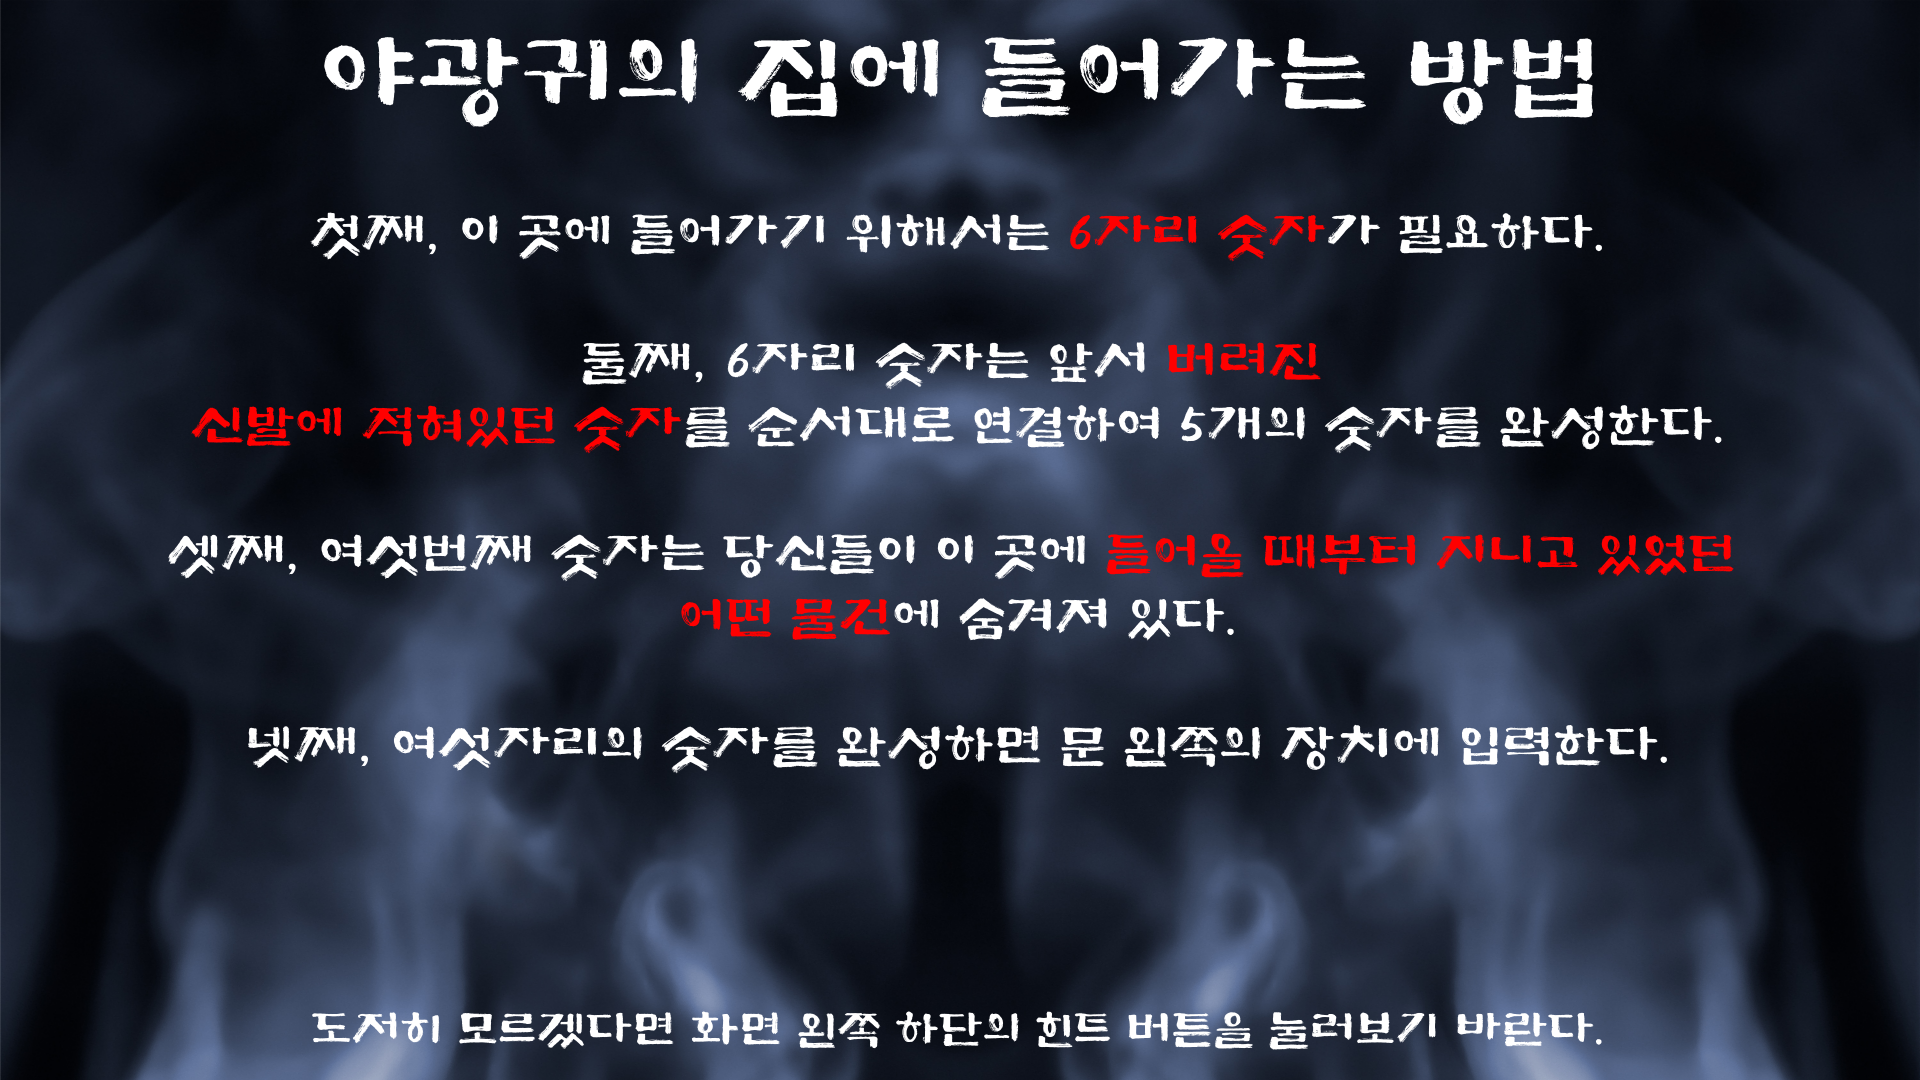 야광귀의 집에 들어가는 방법
첫째, 이 곳에 들어가기 위해서는 6자리 숫자가 필요하다.
둘째, 6자리 숫자는 앞서 버려진
신발에 적혀있던 숫자를 순서대로 연결하여 5개의 숫자를 완성한다.
셋째, 여섯번째 숫자는 당신들이 이 곳에 들어올 때부터 지니고 있었던
어떤 물건에 숨겨져 있다.
넷째, 여섯자리의 숫자를 완성하면 문 왼쪽의 장치에 입력한다.
도저히 모르겠다면 화면 왼쪽 하단의 힌트 버튼을 눌러보기 바란다.